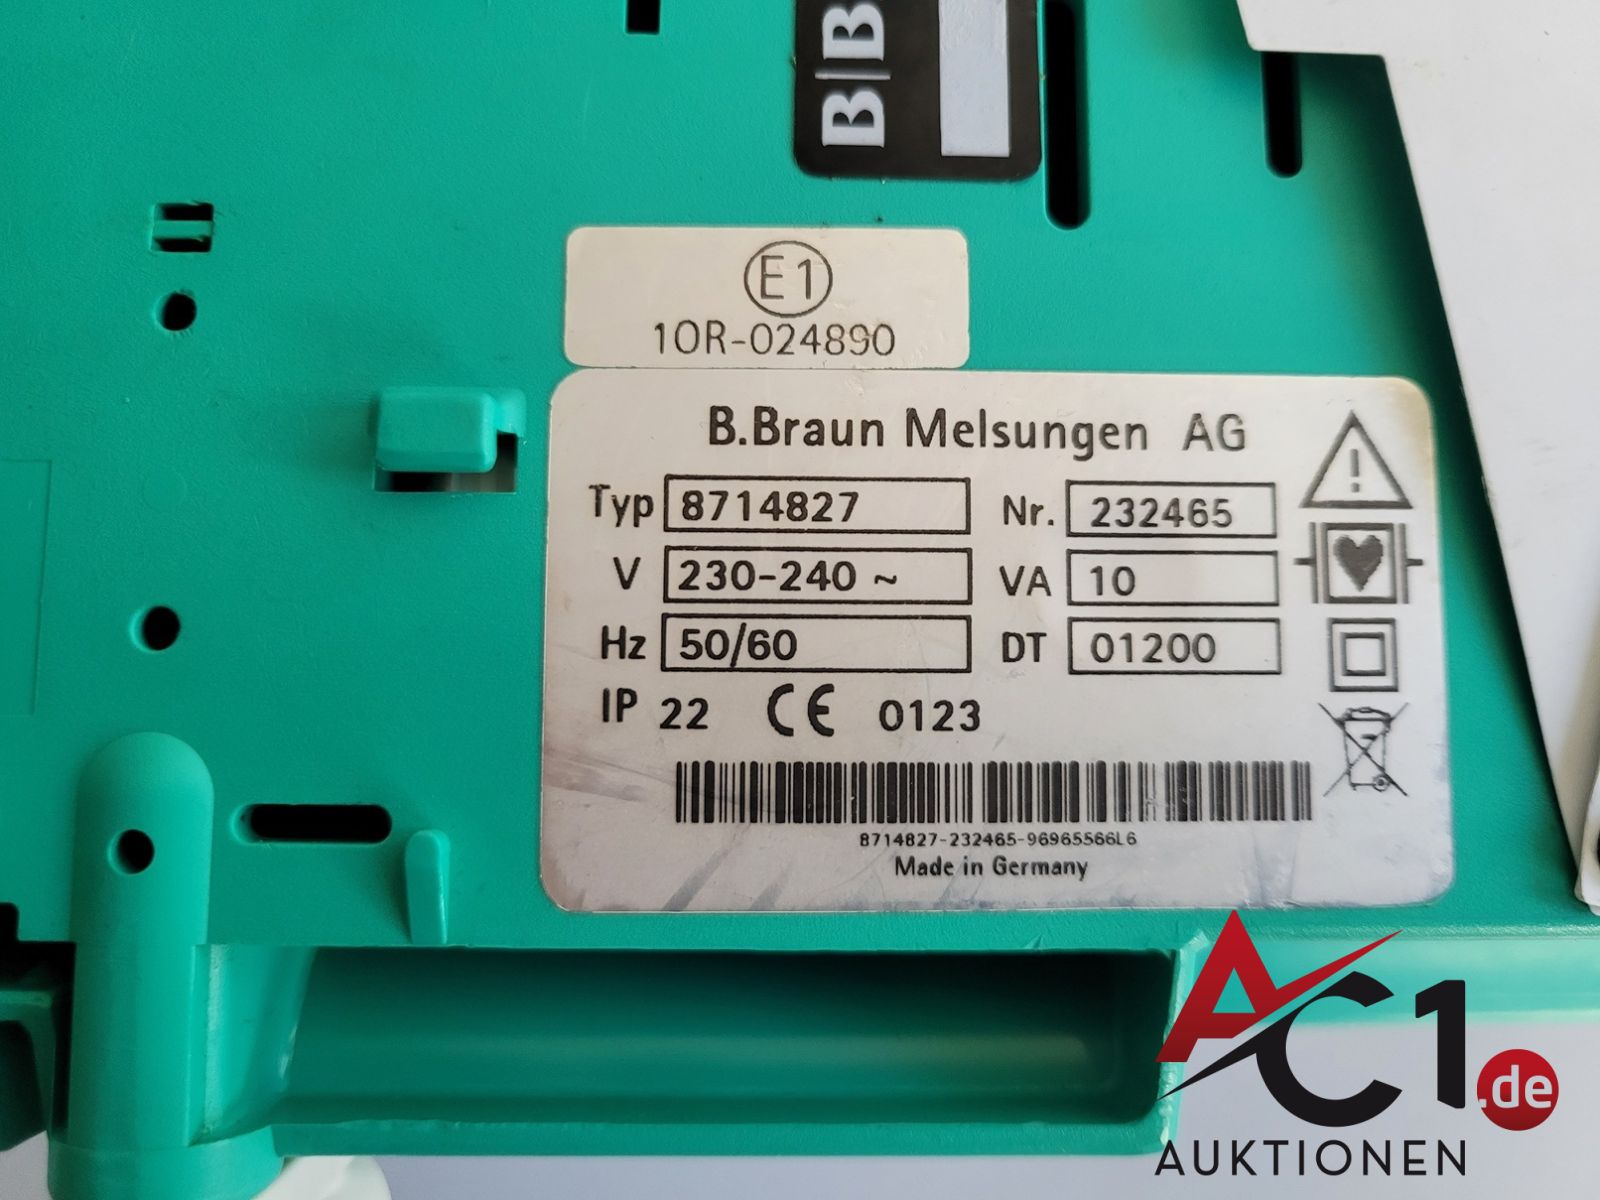 B|B
E1
10R-024890
B.Braun Melsungen AG
Typ 8714827 Nr. 232465
V 230-240 ~ VA 10
Hz 50/60 DT 01200
IP 22 CE 0123
8714827-232465-96965566L6
Made in Germany
AC1.de
AUKTIONEN